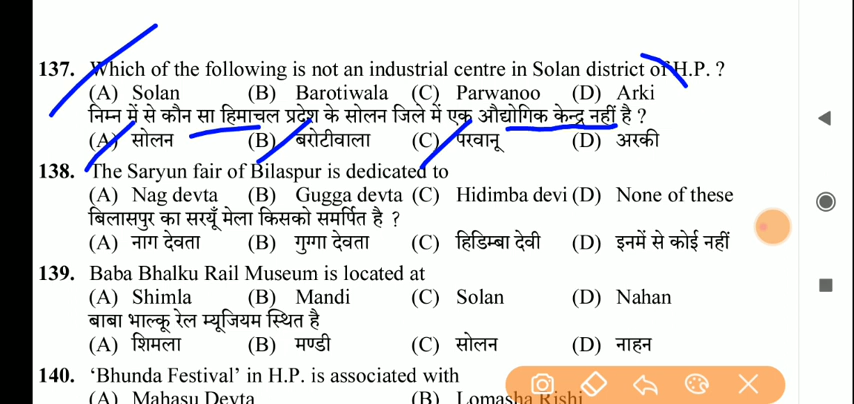 137. Which of the following is not an industrial centre in Solan district of H.P. ?
(A) Solan (B) Barotiwala (C) Parwanoo (D) Arki
निम्न में से कौन सा हिमाचल प्रदेश के सोलन जिले में एक औद्योगिक केन्द्र नहीं है ?
(A) सोलन (B) बरोटीवाला (C) परवानू (D) अरकी
138. The Saryun fair of Bilaspur is dedicated to
(A) Nag devta (B) Gugga devta (C) Hidimba devi (D) None of these
बिलासपुर का सरयूँ मेला किसको समर्पित है ?
(A) नाग देवता (B) गुग्गा देवता (C) हिडिम्बा देवी (D) इनमें से कोई नहीं
139. Baba Bhalku Rail Museum is located at
(A) Shimla (B) Mandi (C) Solan (D) Nahan
बाबा भाल्कू रेल म्यूजियम स्थित है
(A) शिमला (B) मण्डी (C) सोलन (D) नाहन
140. ‘Bhunda Festival’ in H.P. is associated with
(A) Mahasu Devta (B) Lomasha Rishi